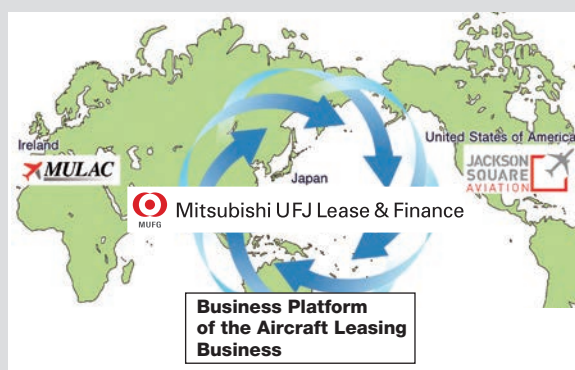 Ireland
MULAC
Japan
United States of America
JACKSON
SQUARE
AVIATION
MUFG
Mitsubishi UFJ Lease & Finance
Business Platform
of the Aircraft Leasing
Business